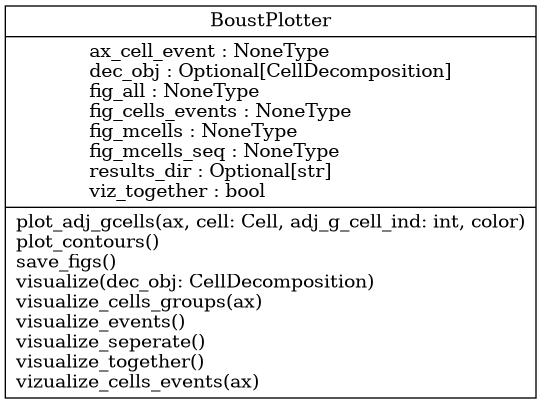 BoustPlotter
ax_cell_event : NoneType
dec_obj : Optional[CellDecomposition]
fig_all : NoneType
fig_cells_events : NoneType
fig_mcells : NoneType
fig_mcells_seq : NoneType
results_dir : Optional[str]
viz_together : bool
plot_adj_gcells(ax, cell: Cell, adj_g_cell_ind: int, color)
plot_contours()
save_figs()
visualize(dec_obj: CellDecomposition)
visualize_cells_groups(ax)
visualize_events()
visualize_seperate()
visualize_together()
vizualize_cells_events(ax)